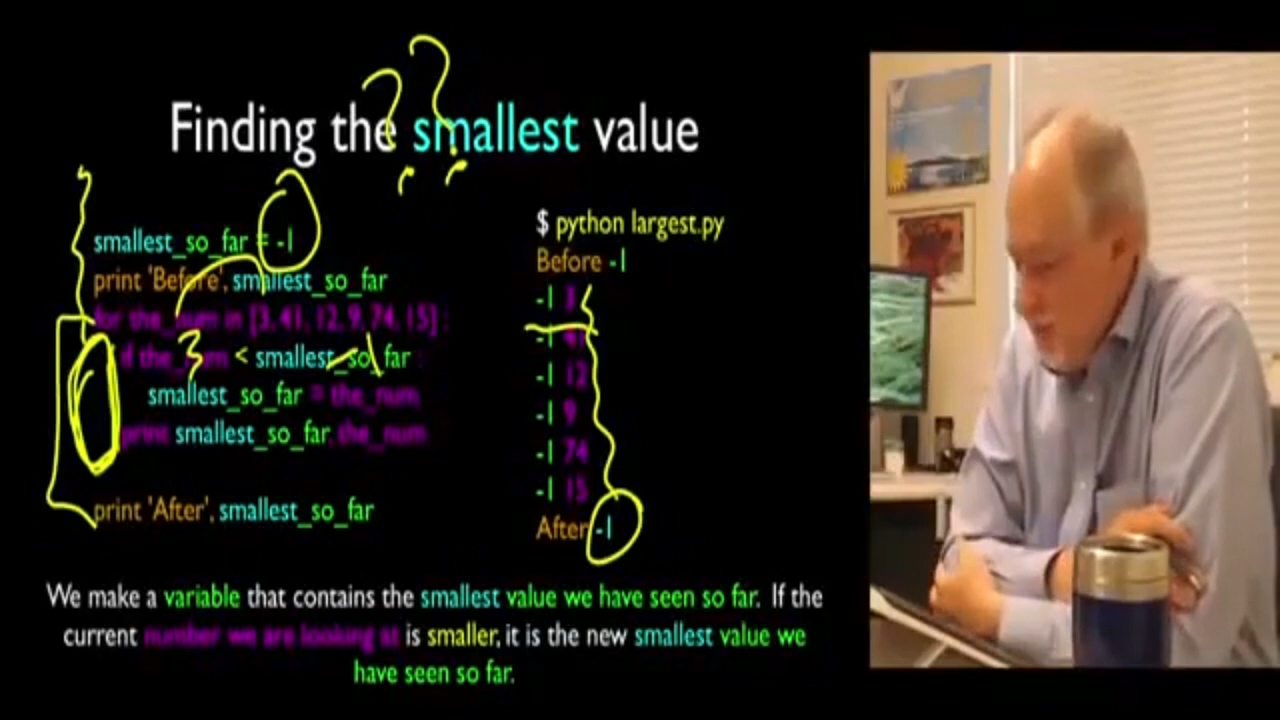 ? ?
Finding the smallest value
smallest_so_far = -1
print 'Before', smallest_so_far
for the_num in [3, 41, 12, 9, 74, 15] :
if the_num < smallest_so_far :
3 -1
smallest_so_far = the_num
print smallest_so_far, the_num
print 'After', smallest_so_far
$ python largest.py
Before -1
-1 3
-1 41
-1 12
-1 9
-1 74
-1 15
After -1
We make a variable that contains the smallest value we have seen so far. If the
current number we are looking at is smaller, it is the new smallest value we
have seen so far.